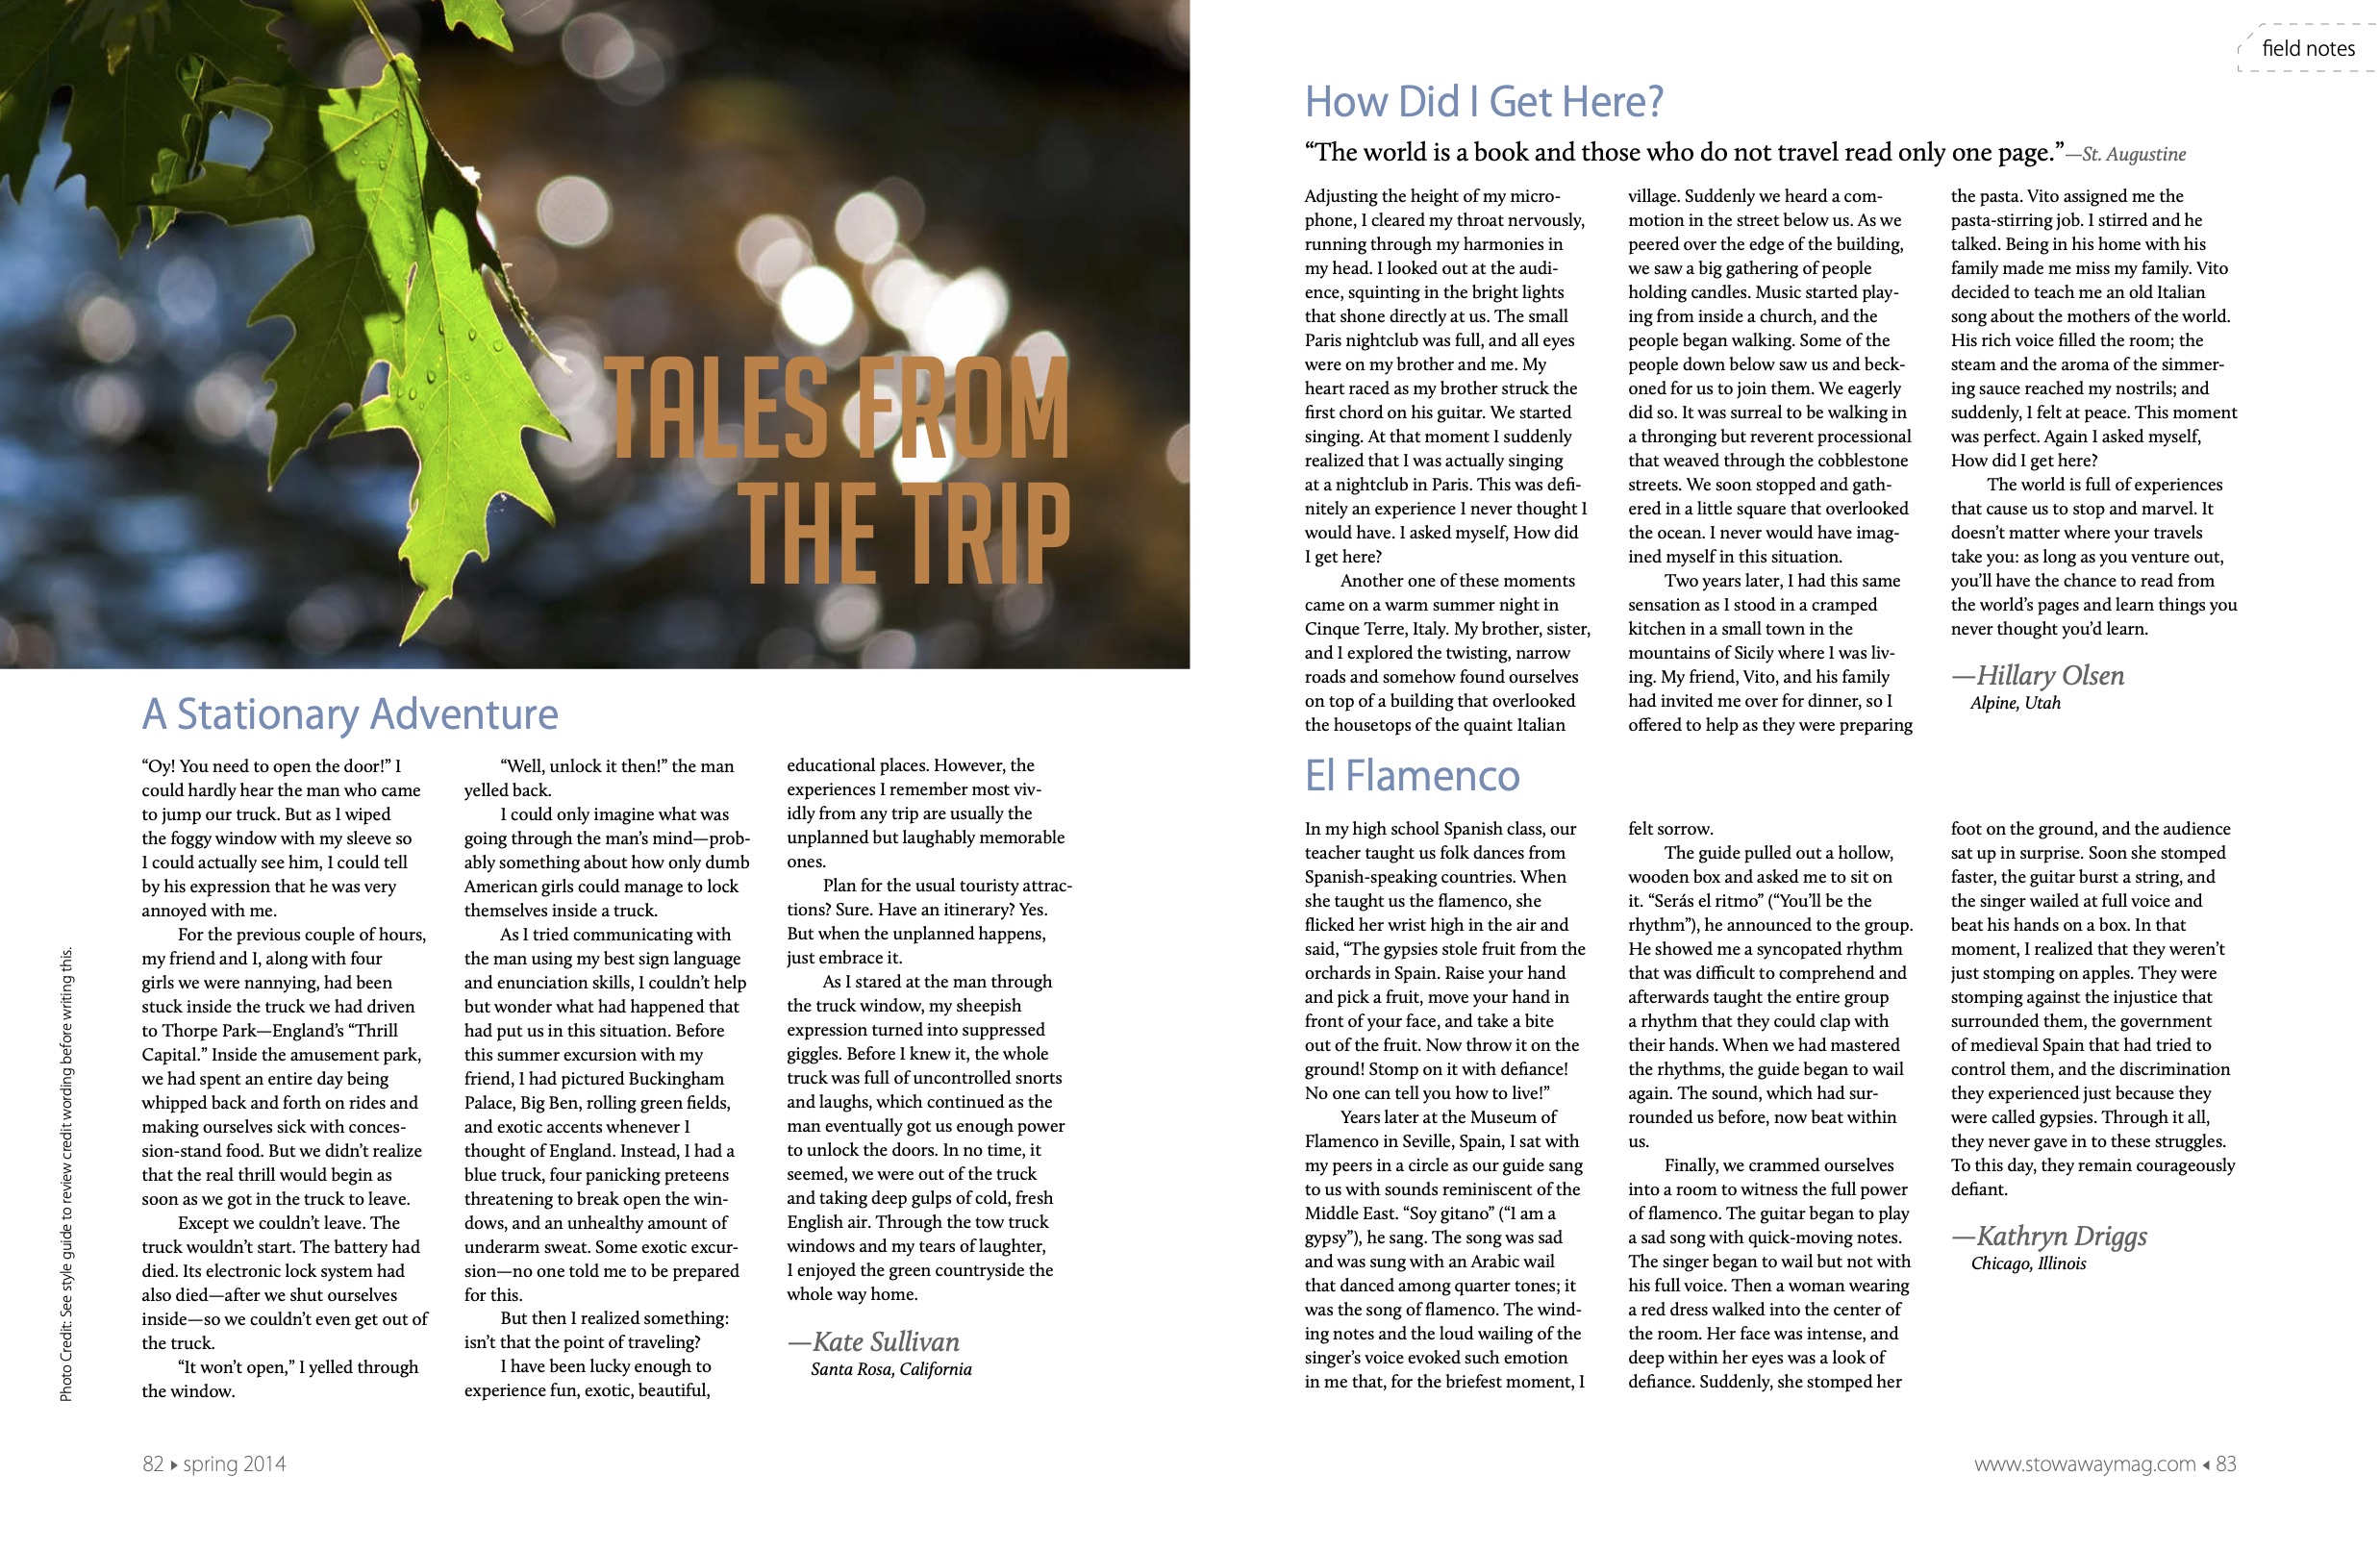 TALES FROM
THE TRIP
A Stationary Adventure
“Oy! You need to open the door!” I
could hardly hear the man who came
to jump our truck. But as I wiped
the foggy window with my sleeve so
I could actually see him, I could tell
by his expression that he was very
annoyed with me.
For the previous couple of hours,
my friend and I, along with four
girls we were nannying, had been
stuck inside the truck we had driven
to Thorpe Park—England’s “Thrill
Capital.” Inside the amusement park,
we had spent an entire day being
whipped back and forth on rides and
making ourselves sick with conces-
sion-stand food. But we didn’t realize
that the real thrill would begin as
soon as we got in the truck to leave.
Except we couldn’t leave. The
truck wouldn’t start. The battery had
died. Its electronic lock system had
also died—after we shut ourselves
inside—so we couldn’t even get out of
the truck.
“It won’t open,” I yelled through
the window.
“Well, unlock it then!” the man
yelled back.
I could only imagine what was
going through the man’s mind—prob-
ably something about how only dumb
American girls could manage to lock
themselves inside a truck.
As I tried communicating with
the man using my best sign language
and enunciation skills, I couldn’t help
but wonder what had happened that
had put us in this situation. Before
this summer excursion with my
friend, I had pictured Buckingham
Palace, Big Ben, rolling green fields,
and exotic accents whenever I
thought of England. Instead, I had a
blue truck, four panicking preteens
threatening to break open the win-
dows, and an unhealthy amount of
underarm sweat. Some exotic excur-
sion—no one told me to be prepared
for this.
But then I realized something:
isn’t that the point of traveling?
I have been lucky enough to
experience fun, exotic, beautiful,
educational places. However, the
experiences I remember most viv-
idly from any trip are usually the
unplanned but laughably memorable
ones.
Plan for the usual touristy attrac-
tions? Sure. Have an itinerary? Yes.
But when the unplanned happens,
just embrace it.
As I stared at the man through
the truck window, my sheepish
expression turned into suppressed
giggles. Before I knew it, the whole
truck was full of uncontrolled snorts
and laughs, which continued as the
man eventually got us enough power
to unlock the doors. In no time, it
seemed, we were out of the truck
and taking deep gulps of cold, fresh
English air. Through the tow truck
windows and my tears of laughter,
I enjoyed the green countryside the
whole way home.
—Kate Sullivan
Santa Rosa, California
Photo Credit: See style guide to review credit wording before writing this.
82 ▸ spring 2014
field notes
How Did I Get Here?
“The world is a book and those who do not travel read only one page.”—St. Augustine
Adjusting the height of my micro-
phone, I cleared my throat nervously,
running through my harmonies in
my head. I looked out at the audi-
ence, squinting in the bright lights
that shone directly at us. The small
Paris nightclub was full, and all eyes
were on my brother and me. My
heart raced as my brother struck the
first chord on his guitar. We started
singing. At that moment I suddenly
realized that I was actually singing
at a nightclub in Paris. This was defi-
nitely an experience I never thought I
would have. I asked myself, How did
I get here?
Another one of these moments
came on a warm summer night in
Cinque Terre, Italy. My brother, sister,
and I explored the twisting, narrow
roads and somehow found ourselves
on top of a building that overlooked
the housetops of the quaint Italian
village. Suddenly we heard a com-
motion in the street below us. As we
peered over the edge of the building,
we saw a big gathering of people
holding candles. Music started play-
ing from inside a church, and the
people began walking. Some of the
people down below saw us and beck-
oned for us to join them. We eagerly
did so. It was surreal to be walking in
a thronging but reverent processional
that weaved through the cobblestone
streets. We soon stopped and gath-
ered in a little square that overlooked
the ocean. I never would have imag-
ined myself in this situation.
Two years later, I had this same
sensation as I stood in a cramped
kitchen in a small town in the
mountains of Sicily where I was liv-
ing. My friend, Vito, and his family
had invited me over for dinner, so I
offered to help as they were preparing
the pasta. Vito assigned me the
pasta-stirring job. I stirred and he
talked. Being in his home with his
family made me miss my family. Vito
decided to teach me an old Italian
song about the mothers of the world.
His rich voice filled the room; the
steam and the aroma of the simmer-
ing sauce reached my nostrils; and
suddenly, I felt at peace. This moment
was perfect. Again I asked myself,
How did I get here?
The world is full of experiences
that cause us to stop and marvel. It
doesn’t matter where your travels
take you: as long as you venture out,
you’ll have the chance to read from
the world’s pages and learn things you
never thought you’d learn.
—Hillary Olsen
Alpine, Utah
El Flamenco
In my high school Spanish class, our
teacher taught us folk dances from
Spanish-speaking countries. When
she taught us the flamenco, she
flicked her wrist high in the air and
said, “The gypsies stole fruit from the
orchards in Spain. Raise your hand
and pick a fruit, move your hand in
front of your face, and take a bite
out of the fruit. Now throw it on the
ground! Stomp on it with defiance!
No one can tell you how to live!”
Years later at the Museum of
Flamenco in Seville, Spain, I sat with
my peers in a circle as our guide sang
to us with sounds reminiscent of the
Middle East. “Soy gitano” (“I am a
gypsy”), he sang. The song was sad
and was sung with an Arabic wail
that danced among quarter tones; it
was the song of flamenco. The wind-
ing notes and the loud wailing of the
singer’s voice evoked such emotion
in me that, for the briefest moment, I
felt sorrow.
The guide pulled out a hollow,
wooden box and asked me to sit on
it. “Serás el ritmo” (“You’ll be the
rhythm”), he announced to the group.
He showed me a syncopated rhythm
that was difficult to comprehend and
afterwards taught the entire group
a rhythm that they could clap with
their hands. When we had mastered
the rhythms, the guide began to wail
again. The sound, which had sur-
rounded us before, now beat within
us.
Finally, we crammed ourselves
into a room to witness the full power
of flamenco. The guitar began to play
a sad song with quick-moving notes.
The singer began to wail but not with
his full voice. Then a woman wearing
a red dress walked into the center of
the room. Her face was intense, and
deep within her eyes was a look of
defiance. Suddenly, she stomped her
foot on the ground, and the audience
sat up in surprise. Soon she stomped
faster, the guitar burst a string, and
the singer wailed at full voice and
beat his hands on a box. In that
moment, I realized that they weren’t
just stomping on apples. They were
stomping against the injustice that
surrounded them, the government
of medieval Spain that had tried to
control them, and the discrimination
they experienced just because they
were called gypsies. Through it all,
they never gave in to these struggles.
To this day, they remain courageously
defiant.
—Kathryn Driggs
Chicago, Illinois
www.stowawaymag.com ◂ 83